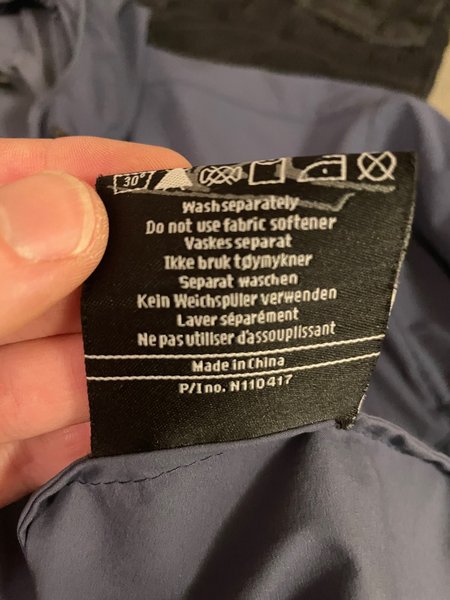 30°
Wash separately
Do not use fabric softener
Vaskes separat
Ikke bruk tøymykner
Separat waschen
Kein Weichspüler verwenden
Laver séparément
Ne pas utiliser d'assouplissant
Made in China
P/I no. N110417